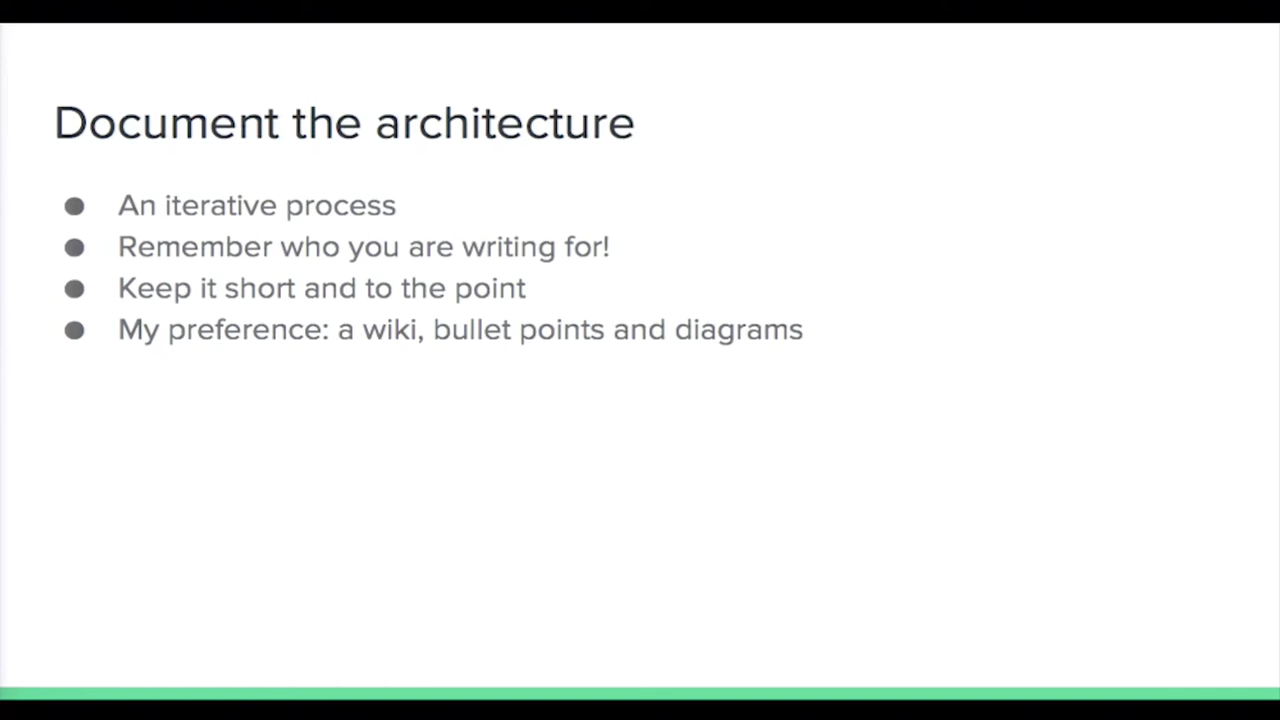 Document the architecture
● An iterative process
● Remember who you are writing for!
● Keep it short and to the point
● My preference: a wiki, bullet points and diagrams